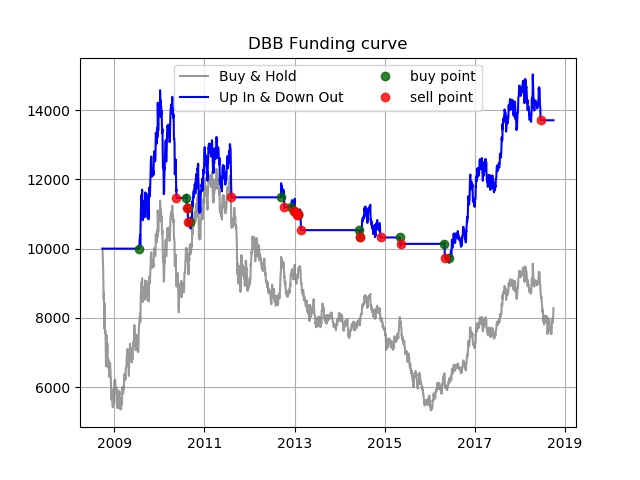 DBB Funding curve
Buy & Hold
Up In & Down Out
buy point
sell point
14000
12000
10000
8000
6000
2009 2011 2013 2015 2017 2019